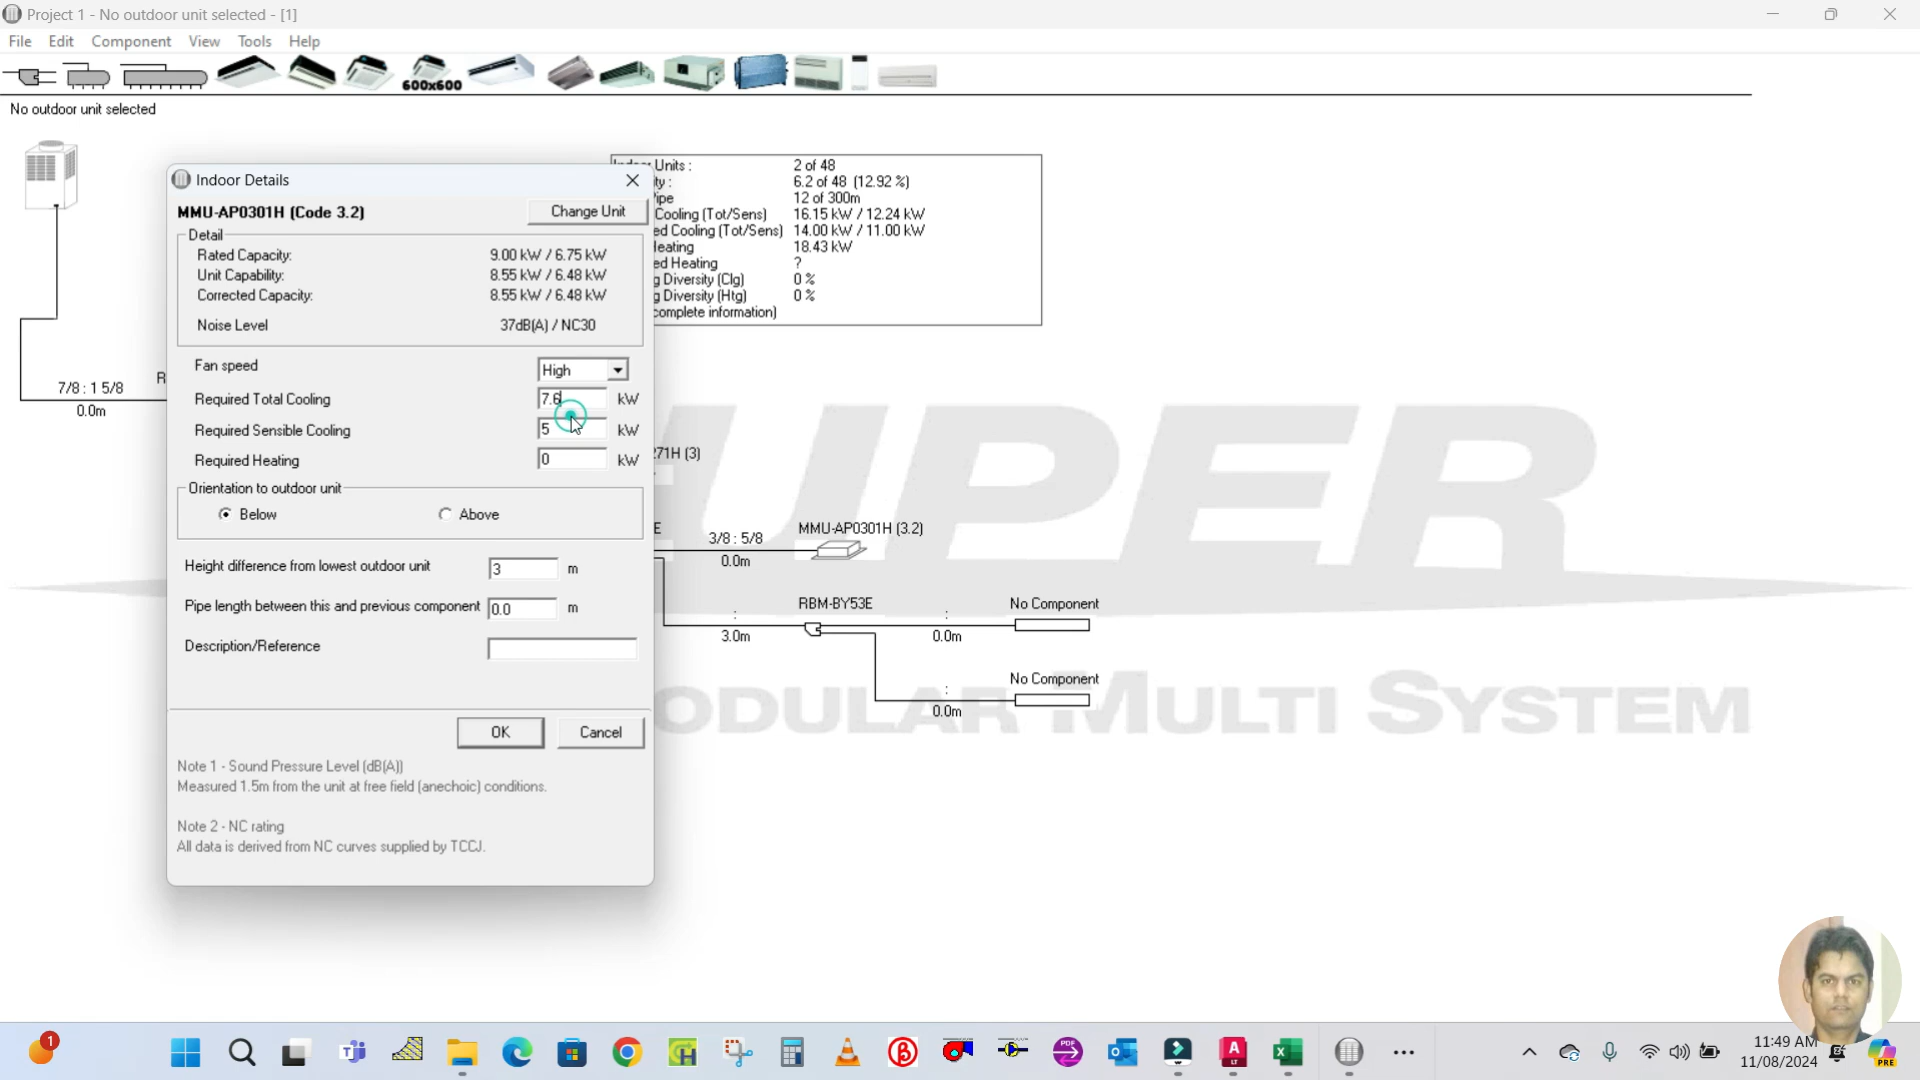 Project 1 - No outdoor unit selected - [1]
File Edit Component View Tools Help
600x600
No outdoor unit selected
7/8 : 1 5/8
0.0m
R
Indoor Details
MMU-AP0301H (Code 3.2)
Change Unit
Detail
Rated Capacity: 9.00 kW / 6.75 kW
Unit Capability: 8.55 kW / 6.48 kW
Corrected Capacity: 8.55 kW / 6.48 kW
Noise Level 37dB(A) / NC30
Fan speed High
Required Total Cooling 7.6 kW
Required Sensible Cooling 5 kW
Required Heating 0 kW
Orientation to outdoor unit
Below Above
Height difference from lowest outdoor unit 3 m
Pipe length between this and previous component 0.0 m
Description/Reference
OK Cancel
Note 1 - Sound Pressure Level (dB(A))
Measured 1.5m from the unit at free field (anechoic) conditions.
Note 2 - NC rating
All data is derived from NC curves supplied by TCCJ.
Units : 2 of 48
ty : 6.2 of 48 (12.92 %)
ipe 12 of 300m
Cooling (Tot/Sens) 16.15 kW / 12.24 kW
ed Cooling (Tot/Sens) 14.00 kW / 11.00 kW
leating 18.43 kW
ed Heating ?
g Diversity (Clg) 0 %
g Diversity (Htg) 0 %
complete information)
271H (3)
E
3/8 : 5/8
0.0m
MMU-AP0301H (3.2)
:
3.0m
RBM-BY53E
:
0.0m
No Component
:
0.0m
No Component
UPER
ODULAR MULTI SYSTEM
1
11:49 AM
11/08/2024
PDF
A
LT
PRE